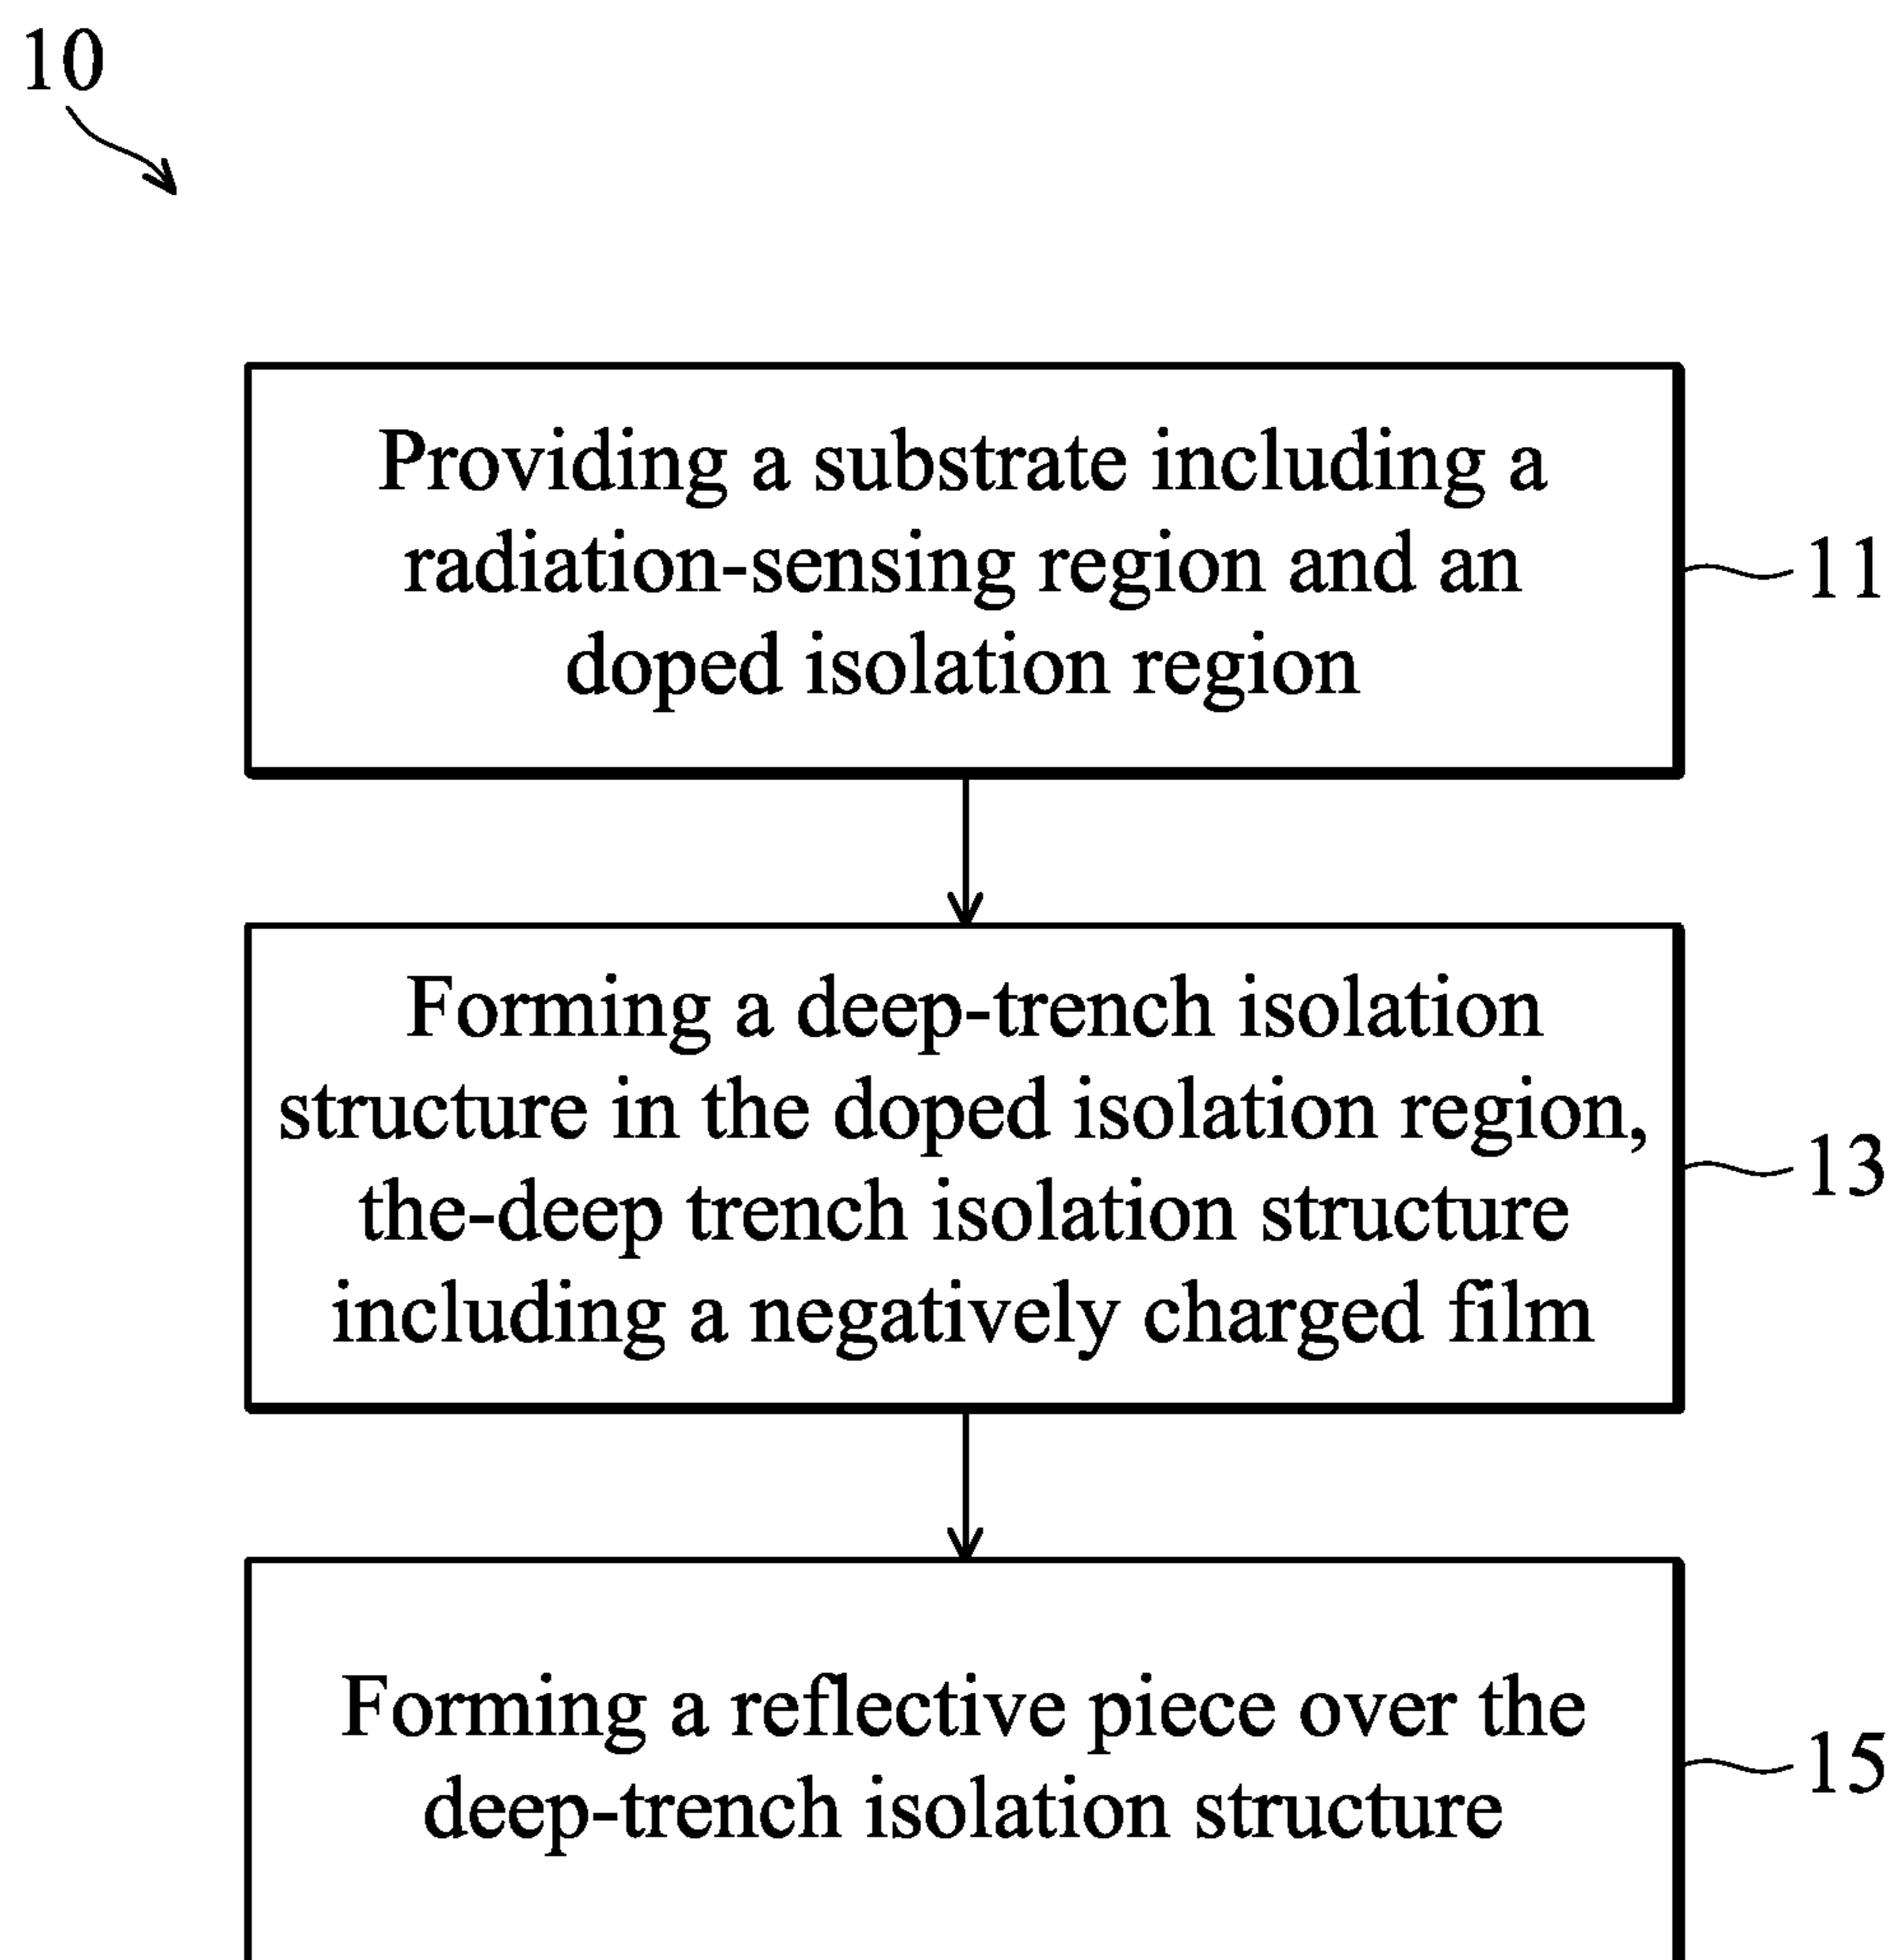 10
Providing a substrate including a
radiation-sensing region and an
doped isolation region
11
Forming a deep-trench isolation
structure in the doped isolation region,
the-deep trench isolation structure
including a negatively charged film
13
Forming a reflective piece over the
deep-trench isolation structure
15